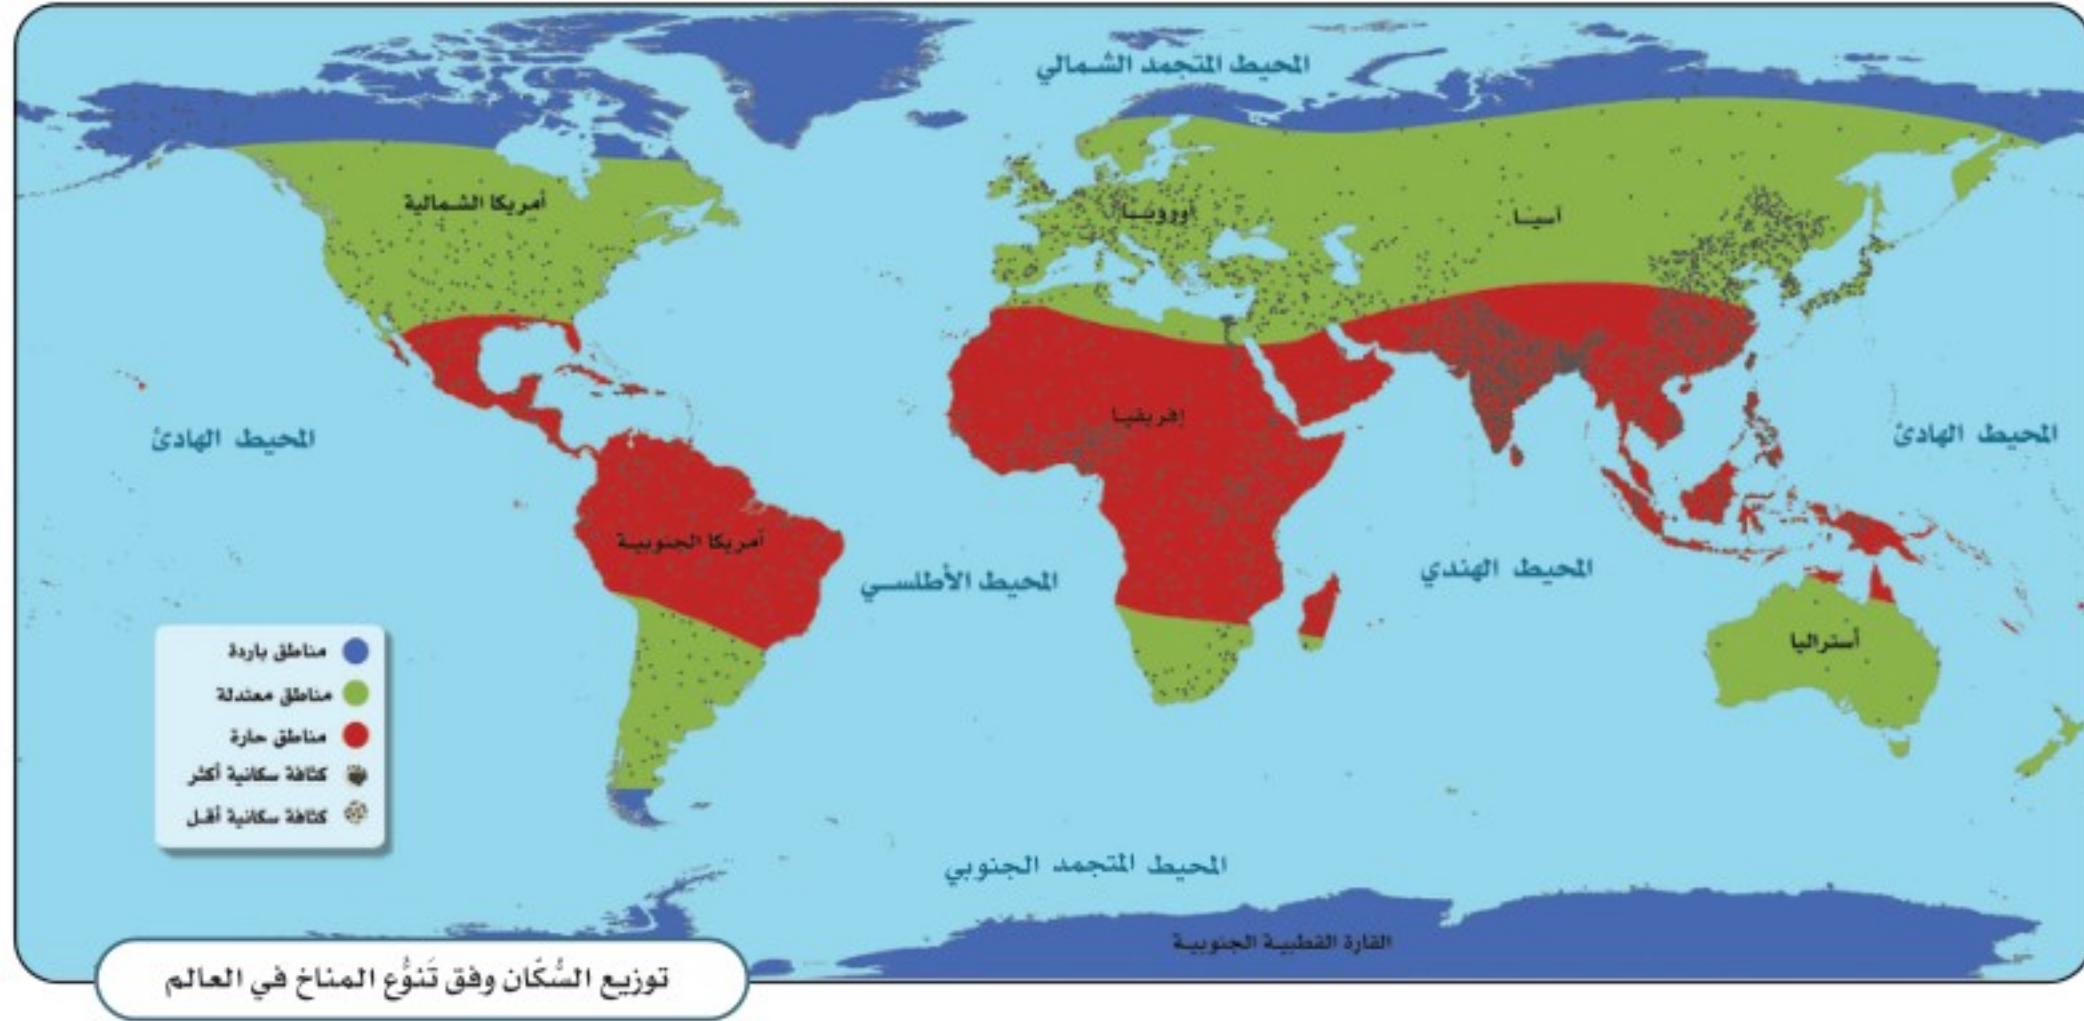 المحيط المتجمد الشمالي
أمريكا الشمالية
أوروبا
آسيا
إفريقيا
المحيط الهادئ
المحيط الهادئ
أمريكا الجنوبية
المحيط الأطلسي
المحيط الهندي
أستراليا
مناطق باردة
مناطق معتدلة
مناطق حارة
كثافة سكانية أكثر
كثافة سكانية أقل
المحيط المتجمد الجنوبي
القارة القطبية الجنوبية
توزيع السُّكّان وفق تَنوُّع المناخ في العالم